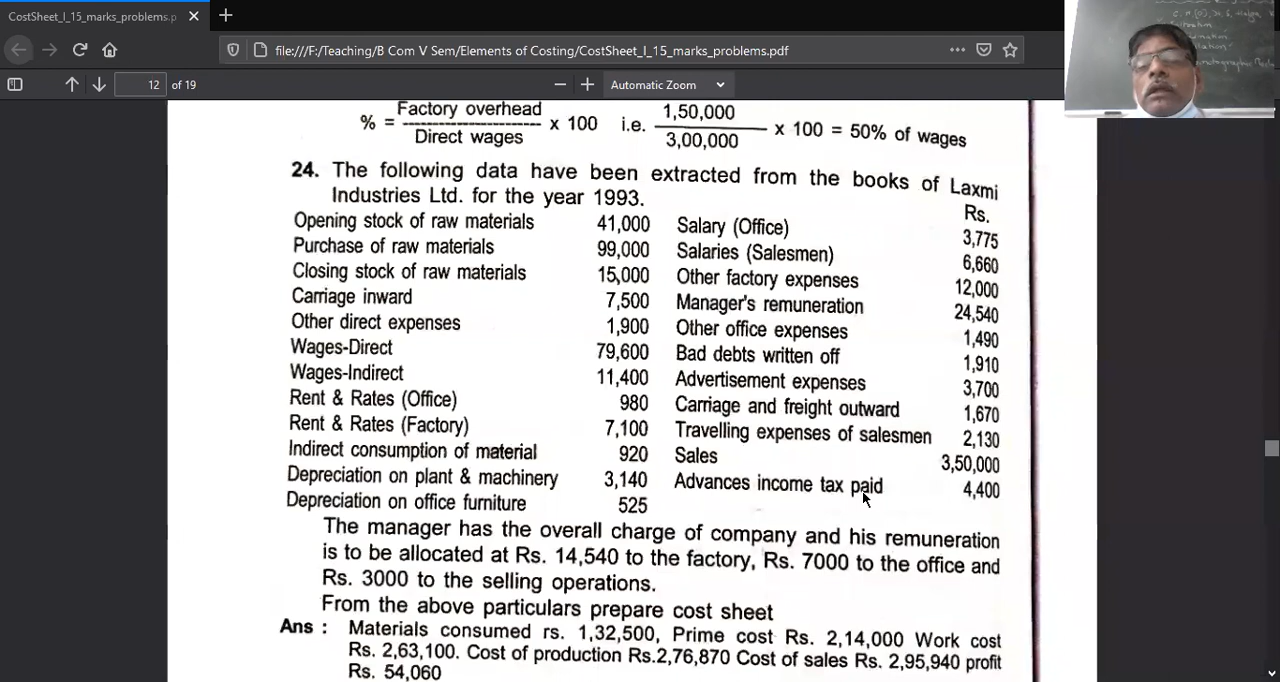 CostSheet_I_15_marks_problems.p
file:///F:/Teaching/B Com V Sem/Elements of Costing/CostSheet_I_15_marks_problems.pdf
12 of 19
Automatic Zoom
% = Factory overhead / Direct wages x 100 i.e. 1,50,000 / 3,00,000 x 100 = 50% of wages
24. The following data have been extracted from the books of Laxmi
Industries Ltd. for the year 1993.
Rs.
Opening stock of raw materials 41,000 Salary (Office) 3,775
Purchase of raw materials 99,000 Salaries (Salesmen) 6,660
Closing stock of raw materials 15,000 Other factory expenses 12,000
Carriage inward 7,500 Manager's remuneration 24,540
Other direct expenses 1,900 Other office expenses 1,490
Wages-Direct 79,600 Bad debts written off 1,910
Wages-Indirect 11,400 Advertisement expenses 3,700
Rent & Rates (Office) 980 Carriage and freight outward 1,670
Rent & Rates (Factory) 7,100 Travelling expenses of salesmen 2,130
Indirect consumption of material 920 Sales 3,50,000
Depreciation on plant & machinery 3,140 Advances income tax paid 4,400
Depreciation on office furniture 525
The manager has the overall charge of company and his remuneration
is to be allocated at Rs. 14,540 to the factory, Rs. 7000 to the office and
Rs. 3000 to the selling operations.
From the above particulars prepare cost sheet
Ans : Materials consumed rs. 1,32,500, Prime cost Rs. 2,14,000 Work cost
Rs. 2,63,100. Cost of production Rs.2,76,870 Cost of sales Rs. 2,95,940 profit
Rs. 54,060